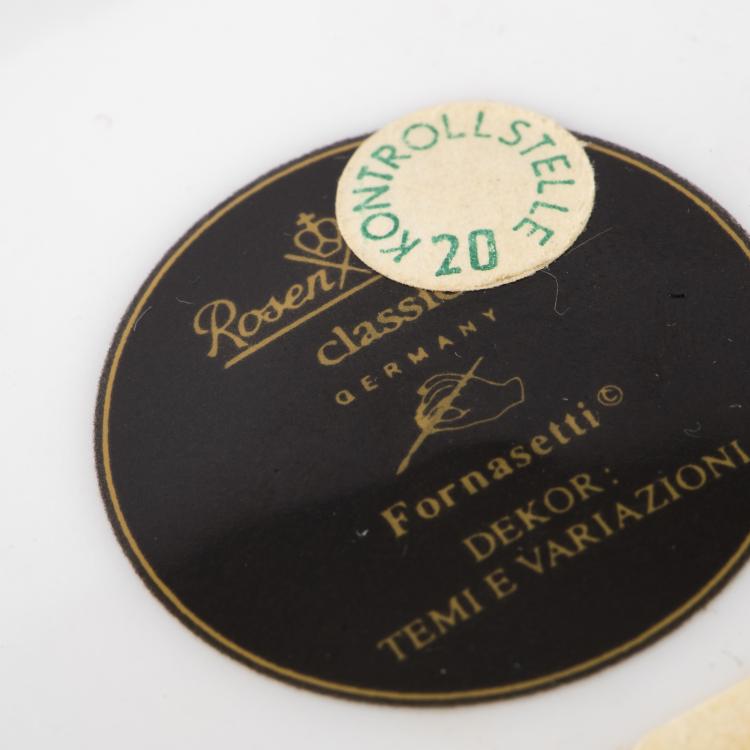 KONTROLLSTELLE
20
Rosen
classic
GERMANY
Fornasetti©
DEKOR:
TEMI E VARIAZIONI